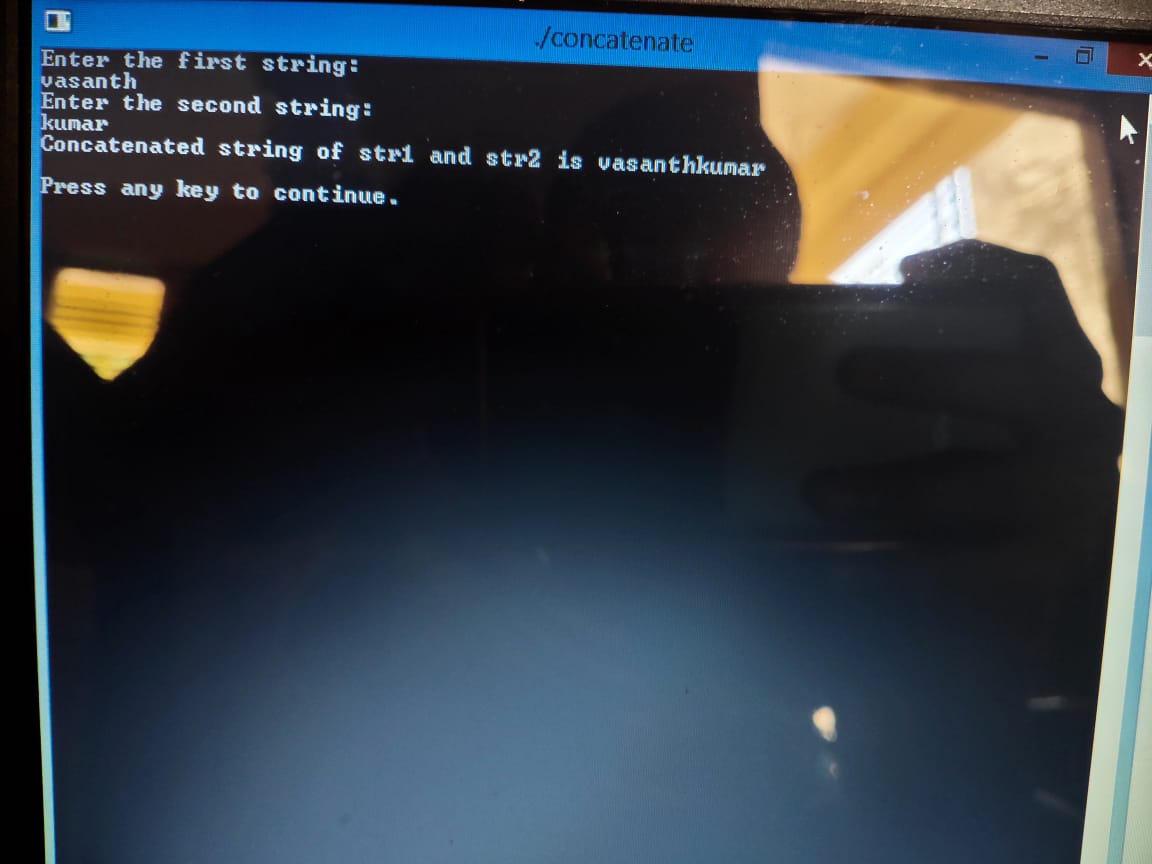 ./concatenate
Enter the first string:
vasanth
Enter the second string:
kumar
Concatenated string of str1 and str2 is vasanthkumar
Press any key to continue.